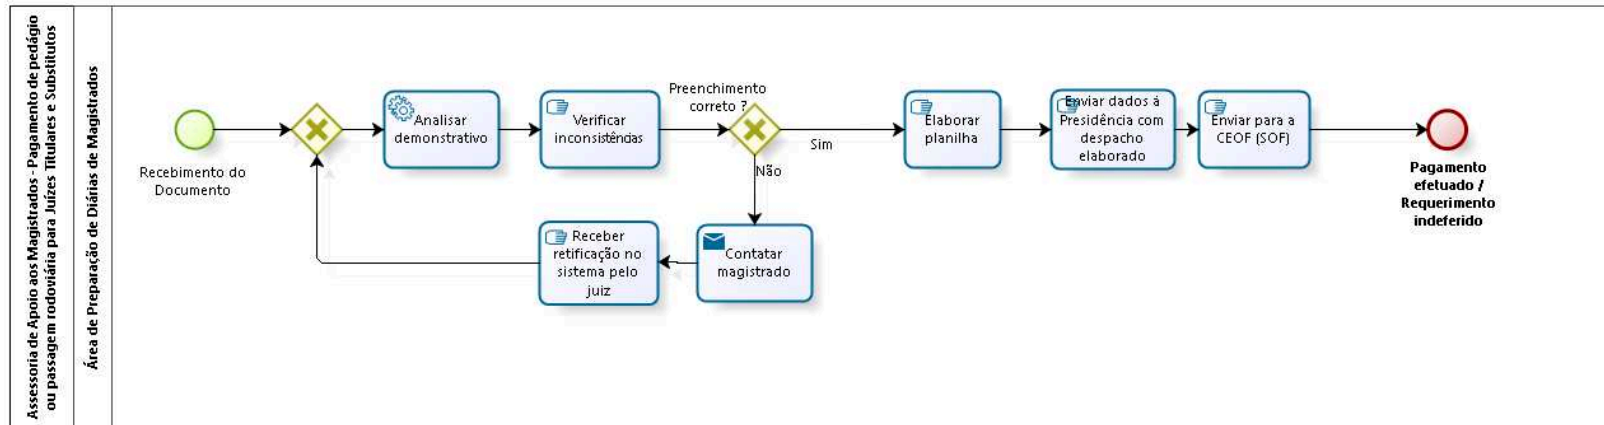 Assessoria de Apoio aos Magistrados - Pagamento de pedágio
ou passagem rodoviária para Juízes Titulares e Substitutos
Área de Preparação de Diárias de Magistrados
Recebimento do
Documento
Analisar
demonstrativo
Verificar
inconsistências
Preenchimento
correto ?
Sim
Não
Elaborar
planilha
Enviar dados á
Presidência com
despacho
elaborado
Enviar para a
CEOF (SOF)
Pagamento
efetuado /
Requerimento
indeferido
Receber
retificação no
sistema pelo
juiz
Contatar
magistrado